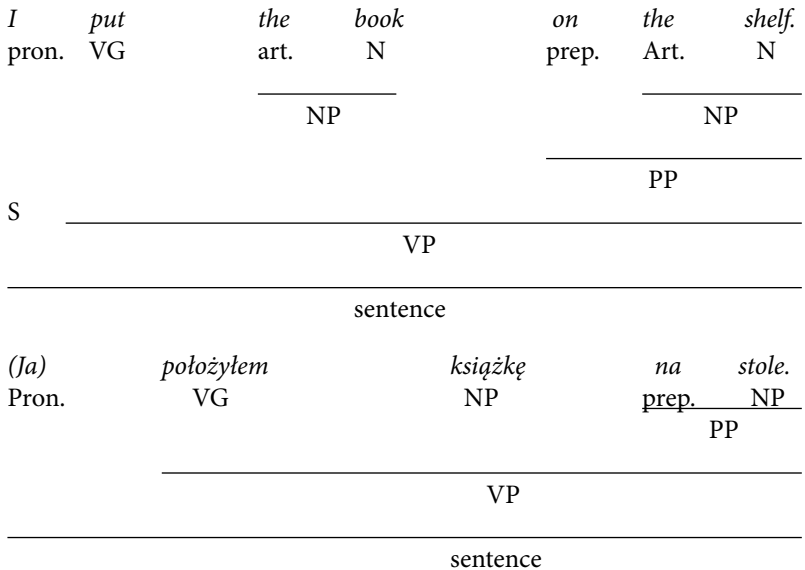 I put the book on the shelf.
pron. VG art. N prep. Art. N
NP NP
PP
S
VP
sentence
(Ja) położyłem książkę na stole.
Pron. VG NP prep. NP
PP
VP
sentence